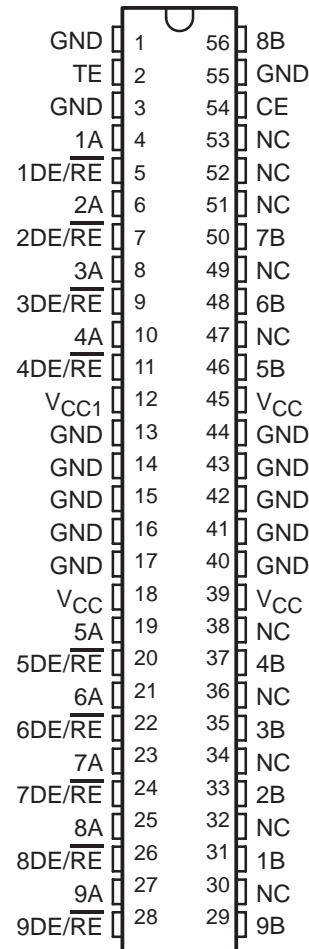 GND 1 56 8B
TE 2 55 GND
GND 3 54 CE
1A 4 53 NC
1DE/RE 5 52 NC
2A 6 51 NC
2DE/RE 7 50 7B
3A 8 49 NC
3DE/RE 9 48 6B
4A 10 47 NC
4DE/RE 11 46 5B
VCC1 12 45 VCC
GND 13 44 GND
GND 14 43 GND
GND 15 42 GND
GND 16 41 GND
GND 17 40 GND
VCC 18 39 VCC
5A 19 38 NC
5DE/RE 20 37 4B
6A 21 36 NC
6DE/RE 22 35 3B
7A 23 34 NC
7DE/RE 24 33 2B
8A 25 32 NC
8DE/RE 26 31 1B
9A 27 30 NC
9DE/RE 28 29 9B